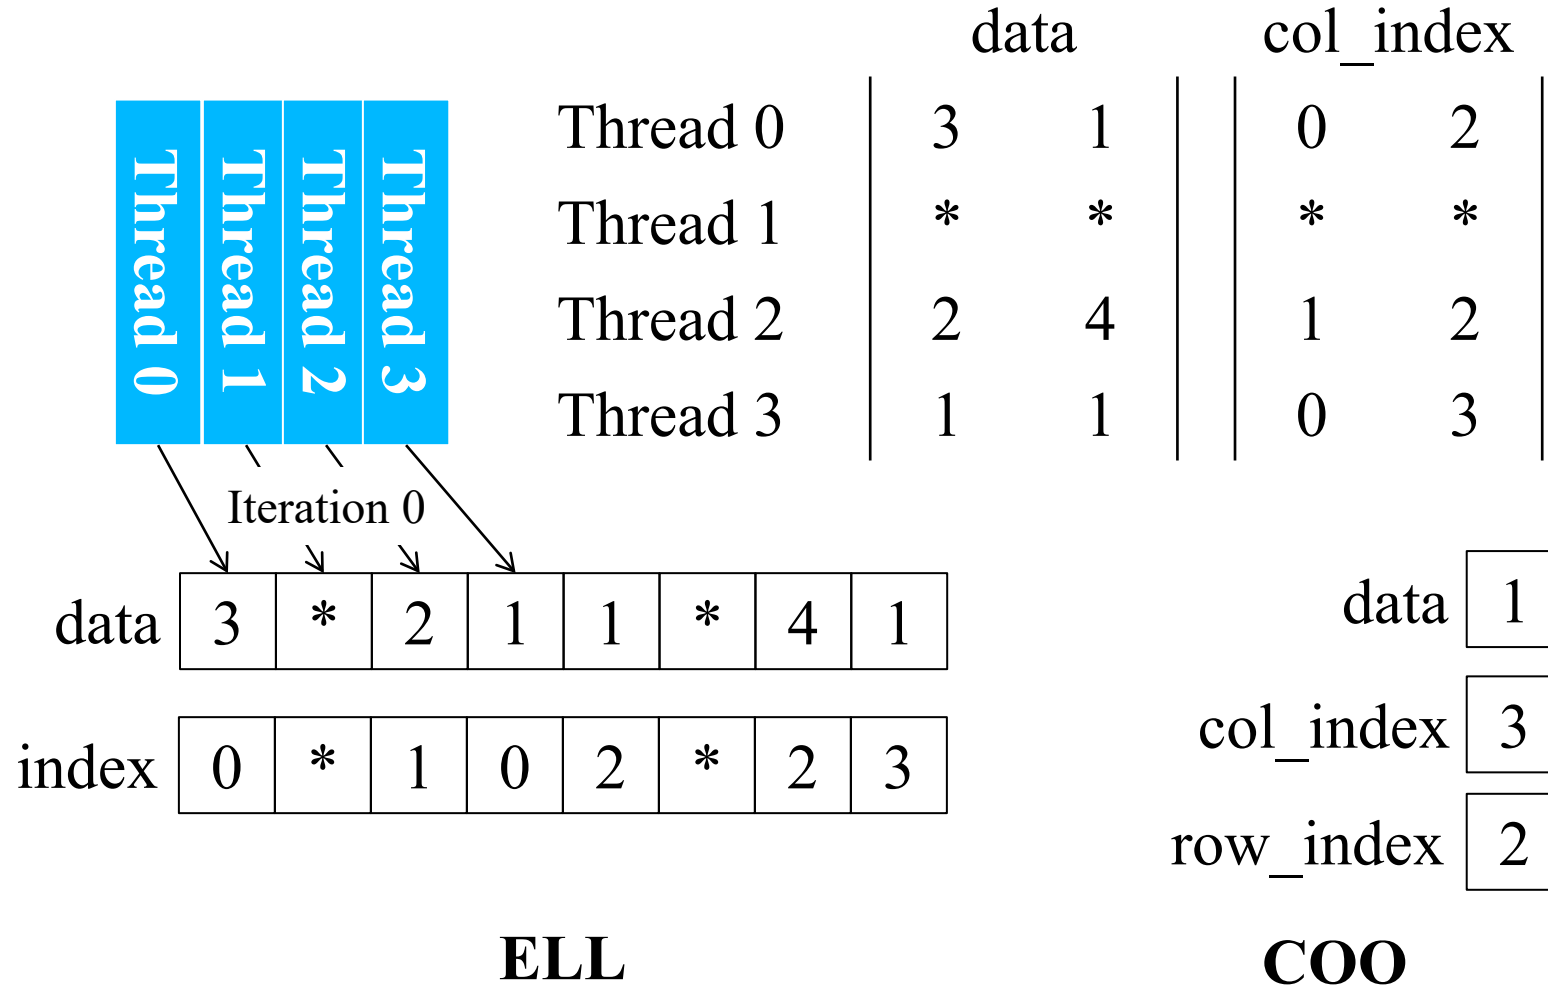 data col_index
Thread 0 3 1 0 2
Thread 1 * * * *
Thread 2 2 4 1 2
Thread 3 1 1 0 3
Thread 0
Thread 1
Thread 2
Thread 3
Iteration 0
data 3 * 2 1 1 * 4 1
index 0 * 1 0 2 * 2 3
ELL
data 1
col_index 3
row_index 2
COO